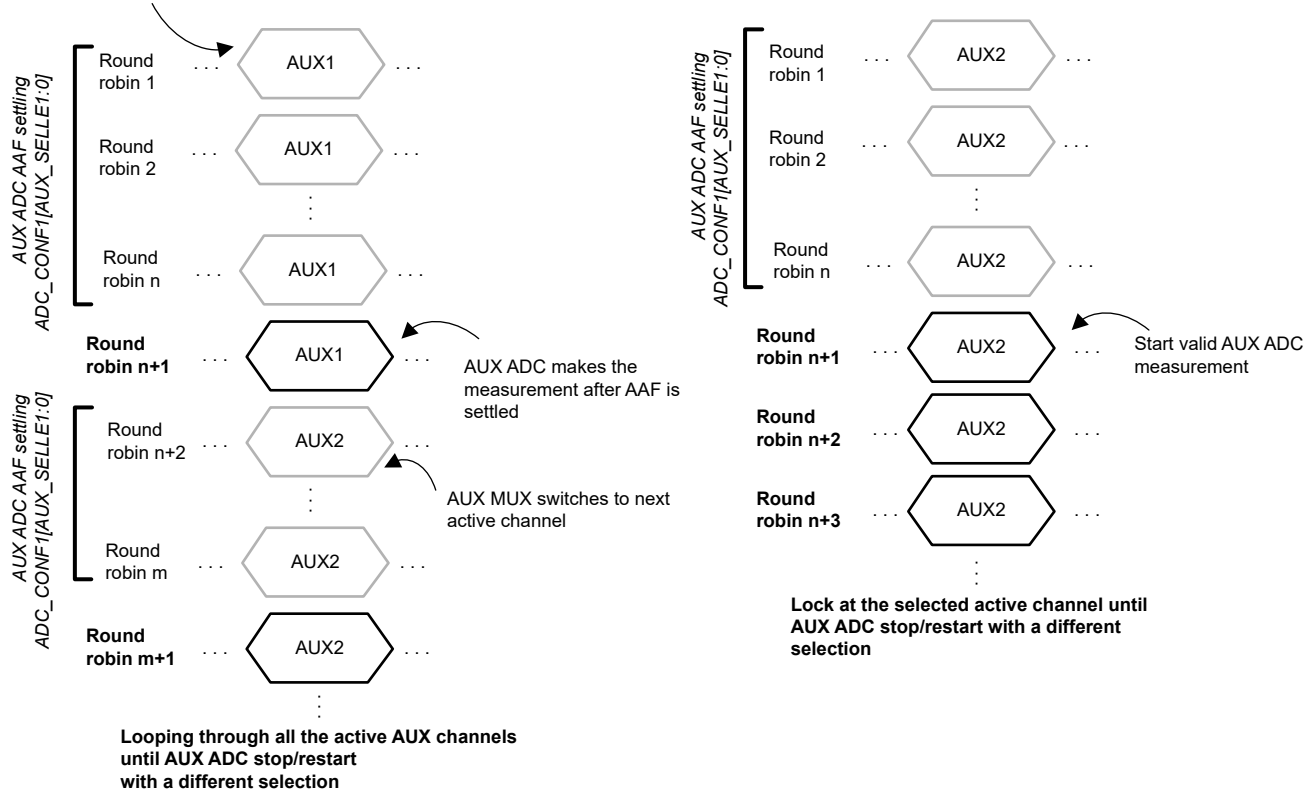 AUX ADC AAF settling
ADC_CONF1[AUX_SELLE1:0]
Round
robin 1
. . .
AUX1
. . .
Round
robin 2
. . .
AUX1
. . .
Round
robin n
. . .
AUX1
. . .
Round
robin n+1
. . .
AUX1
. . .
AUX ADC makes the
measurement after AAF is
settled
AUX ADC AAF settling
ADC_CONF1[AUX_SELLE1:0]
Round
robin n+2
. . .
AUX2
. . .
AUX MUX switches to next
active channel
Round
robin m
. . .
AUX2
. . .
Round
robin m+1
. . .
AUX2
. . .
Looping through all the active AUX channels
until AUX ADC stop/restart
with a different selection
AUX ADC AAF settling
ADC_CONF1[AUX_SELLE1:0]
Round
robin 1
. . .
AUX2
. . .
Round
robin 2
. . .
AUX2
. . .
Round
robin n
. . .
AUX2
. . .
Round
robin n+1
. . .
AUX2
. . .
Start valid AUX ADC
measurement
Round
robin n+2
. . .
AUX2
. . .
Round
robin n+3
. . .
AUX2
. . .
Lock at the selected active channel until
AUX ADC stop/restart with a different
selection